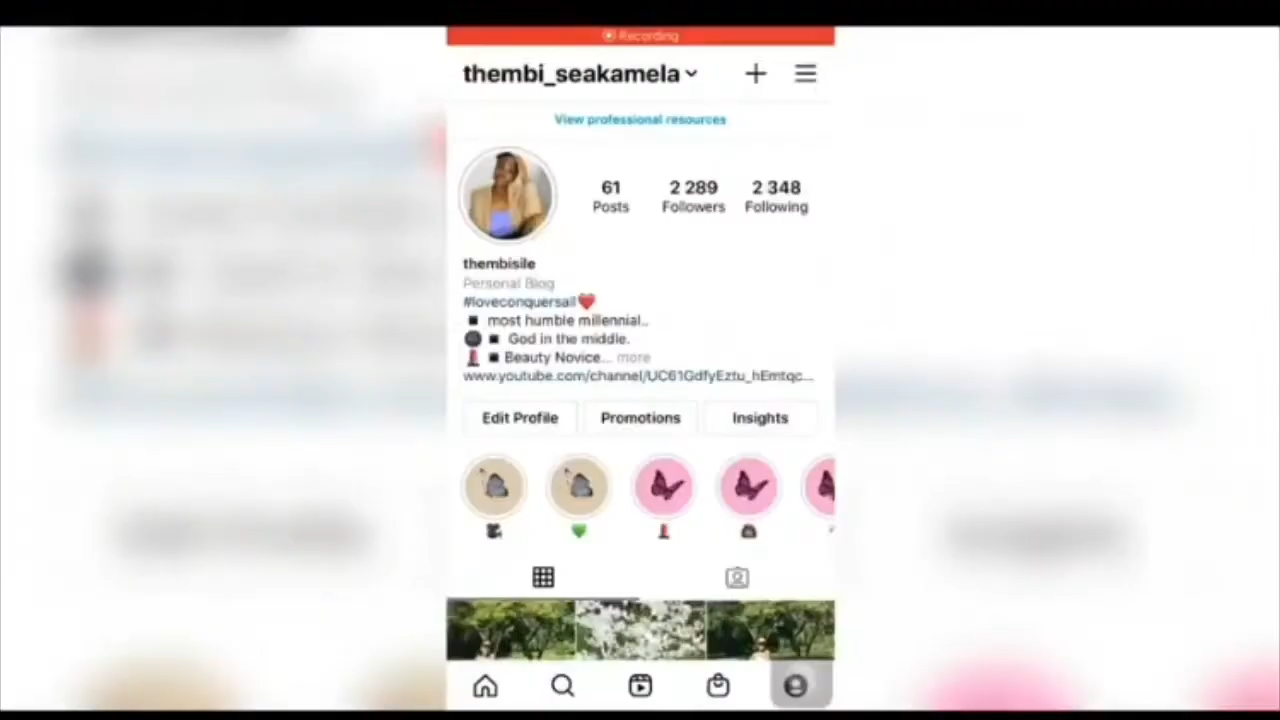 Recording
thembi_seakamela
View professional resources
61
Posts
2 289
Followers
2 348
Following
thembisile
Personal Blog
#loveconquersall❤️
◾ most humble millennial..
◾ God in the middle.
💄 ◾ Beauty Novice... more
www.youtube.com/channel/UC61GdfyEztu_hEmtqc...
Edit Profile
Promotions
Insights